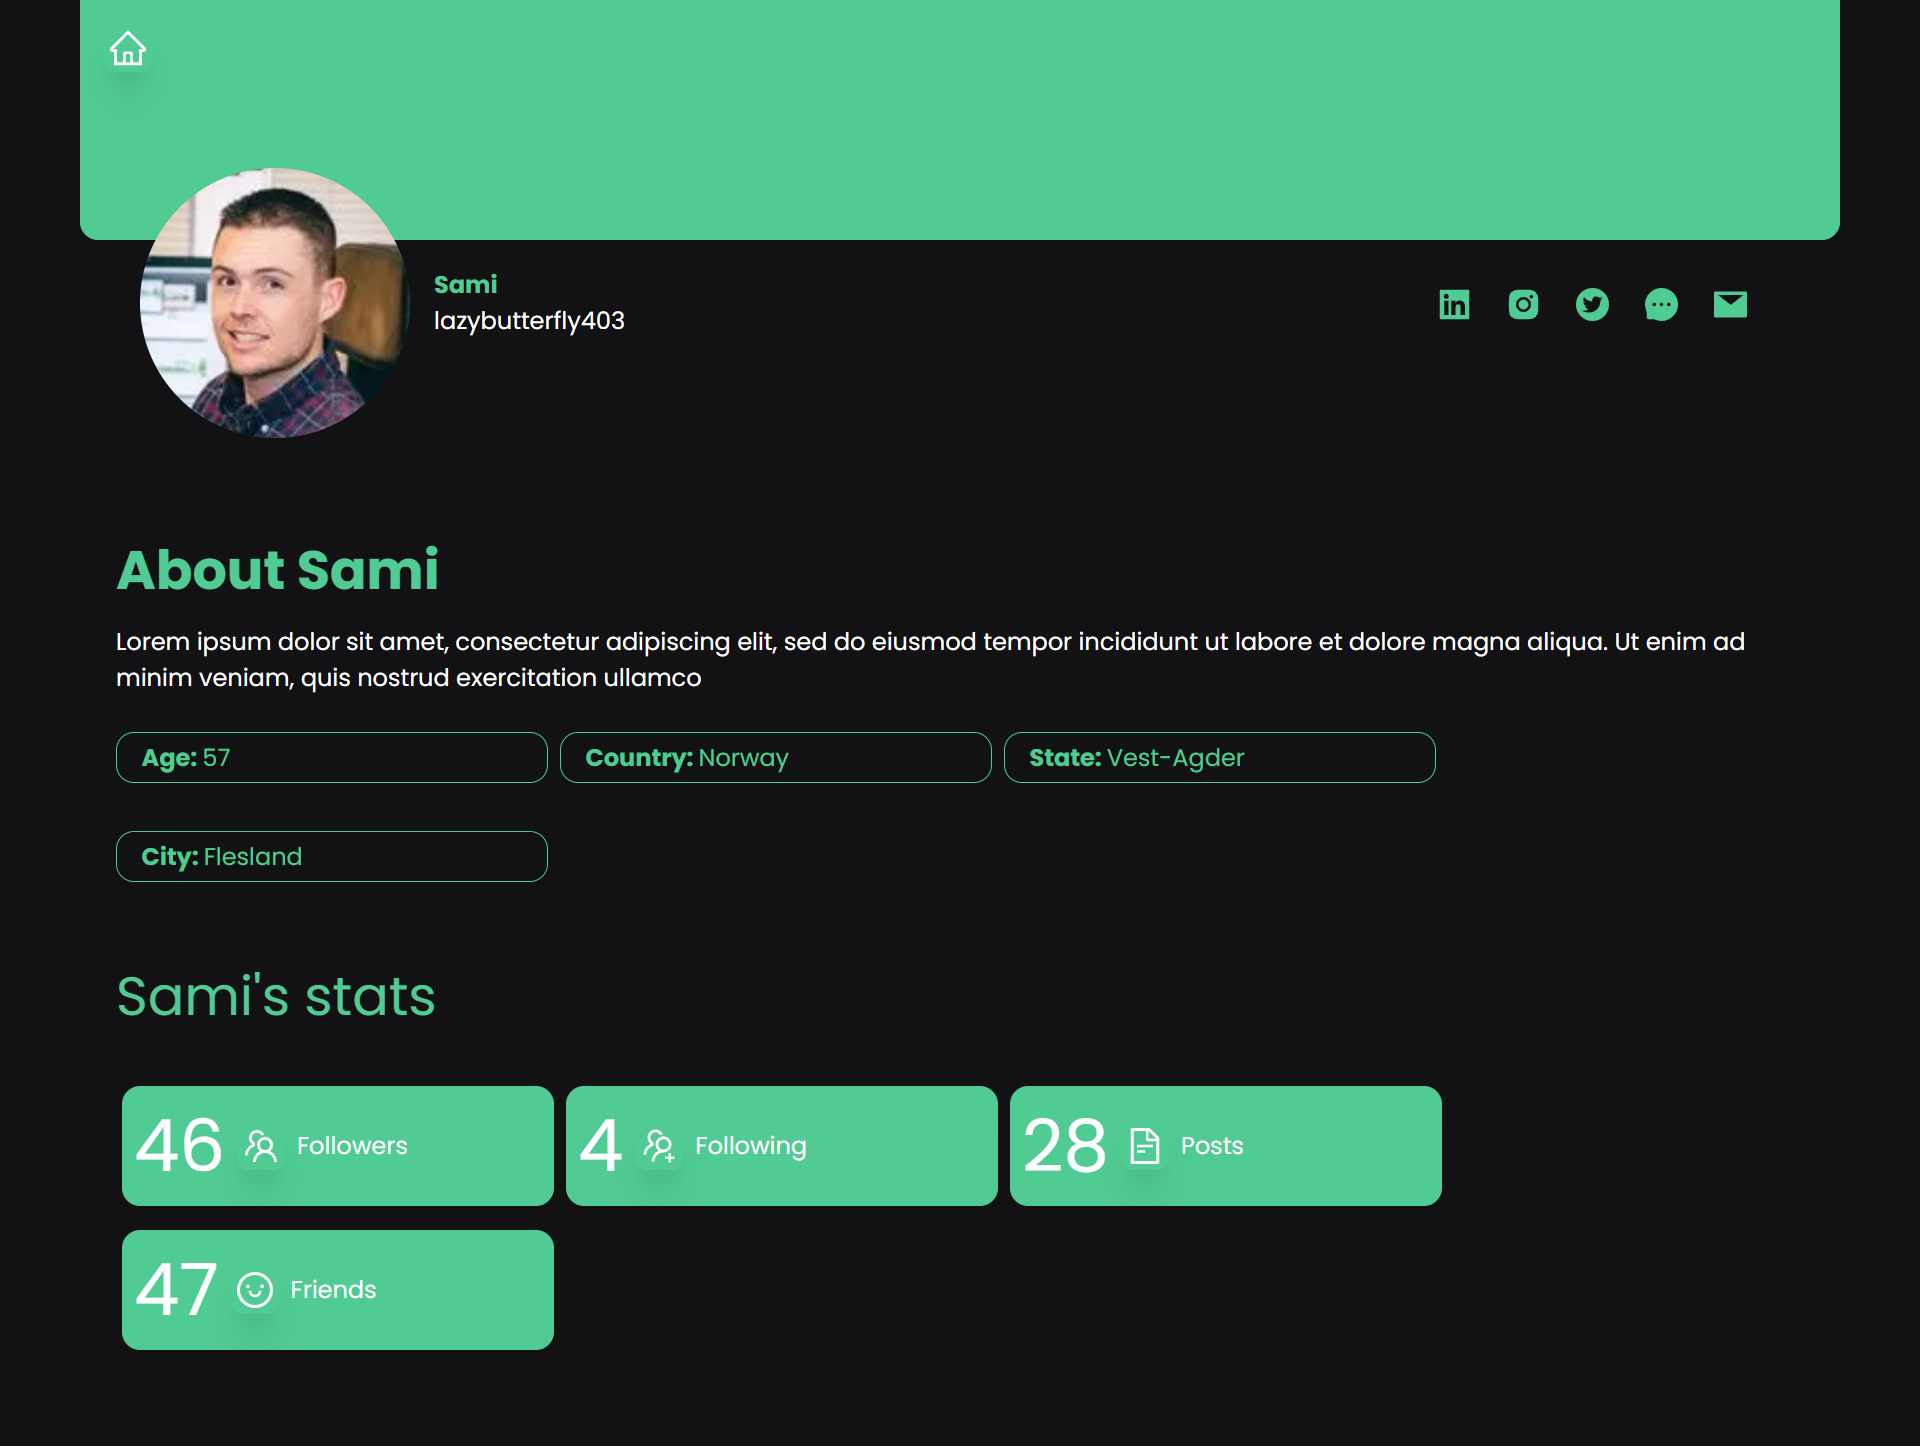 Sami
lazybutterfly403
in
About Sami
Lorem ipsum dolor sit amet, consectetur adipiscing elit, sed do eiusmod tempor incididunt ut labore et dolore magna aliqua. Ut enim ad
minim veniam, quis nostrud exercitation ullamco
Age: 57 Country: Norway State: Vest-Agder
City: Flesland
Sami's stats
46 Followers 4 Following 28 Posts
47 Friends